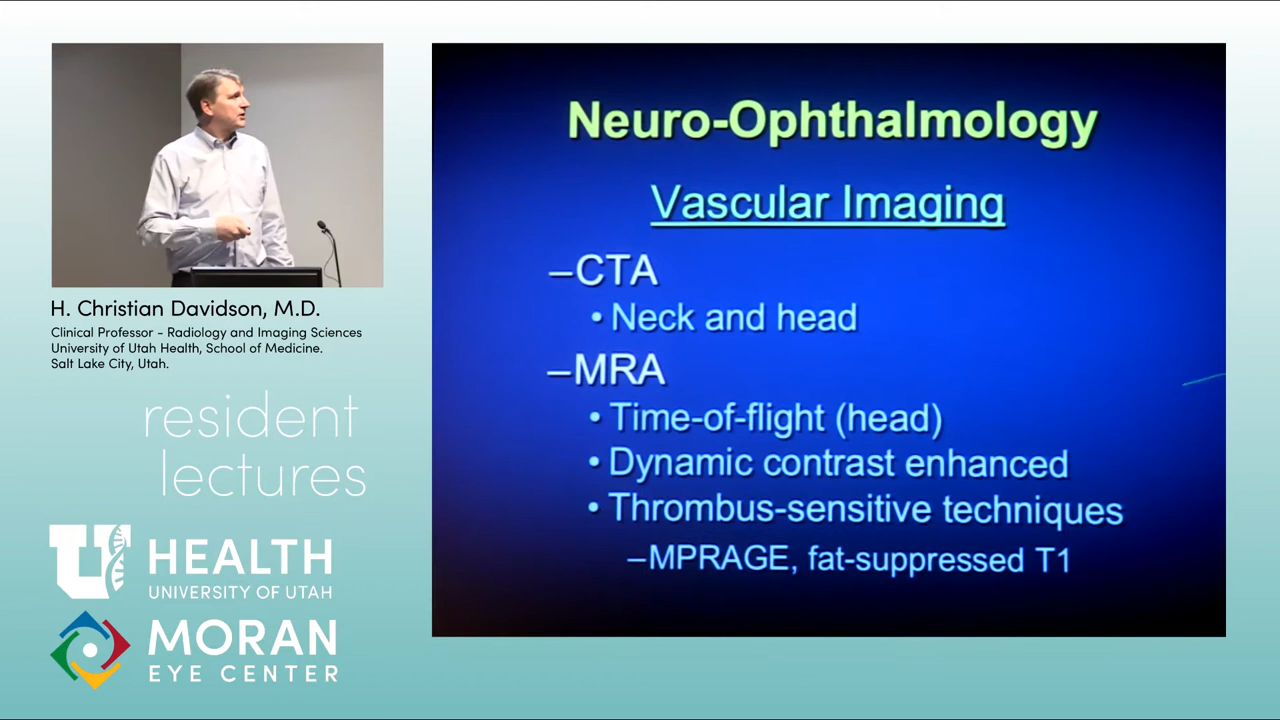 H. Christian Davidson, M.D.
Clinical Professor - Radiology and Imaging Sciences
University of Utah Health, School of Medicine.
Salt Lake City, Utah.
resident
lectures
U HEALTH
UNIVERSITY OF UTAH
MORAN
EYE CENTER
Neuro-Ophthalmology
Vascular Imaging
–CTA
• Neck and head
–MRA
• Time-of-flight (head)
• Dynamic contrast enhanced
• Thrombus-sensitive techniques
–MPRAGE, fat-suppressed T1